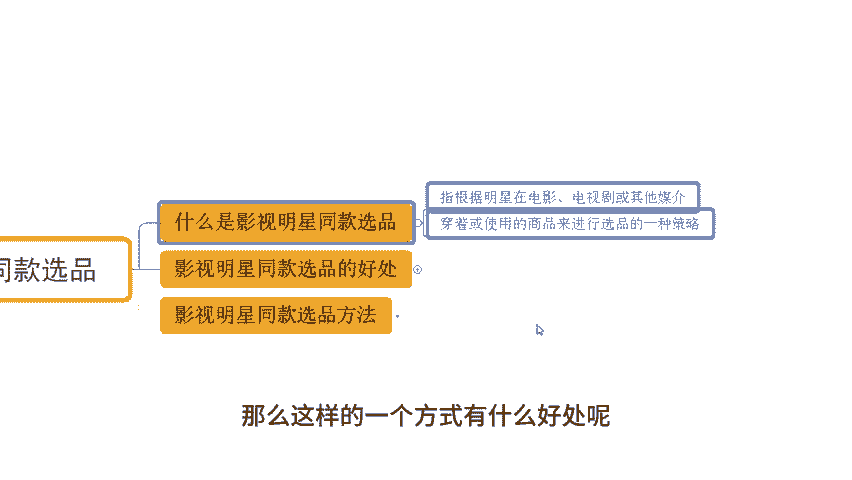 指根据明星在电影、电视剧或其他媒介
什么是影视明星同款选品
穿着或使用的商品来进行选品的一种策略
同款选品
影视明星同款选品的好处
影视明星同款选品方法
那么这样的一个方式有什么好处呢